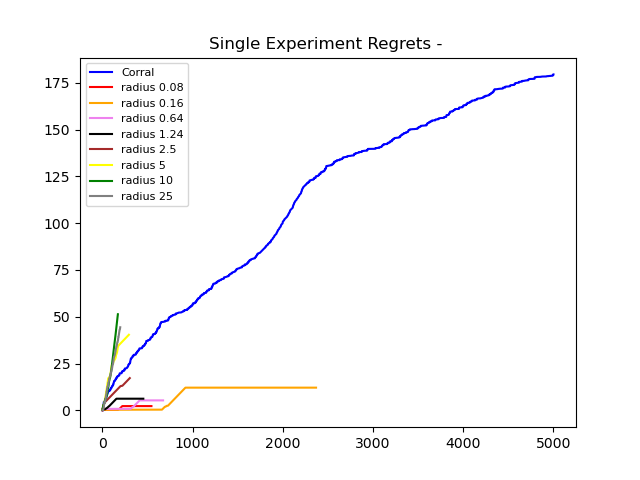 Single Experiment Regrets -
175
150
125
100
75
50
25
0
Corral
radius 0.08
radius 0.16
radius 0.64
radius 1.24
radius 2.5
radius 5
radius 10
radius 25
0 1000 2000 3000 4000 5000